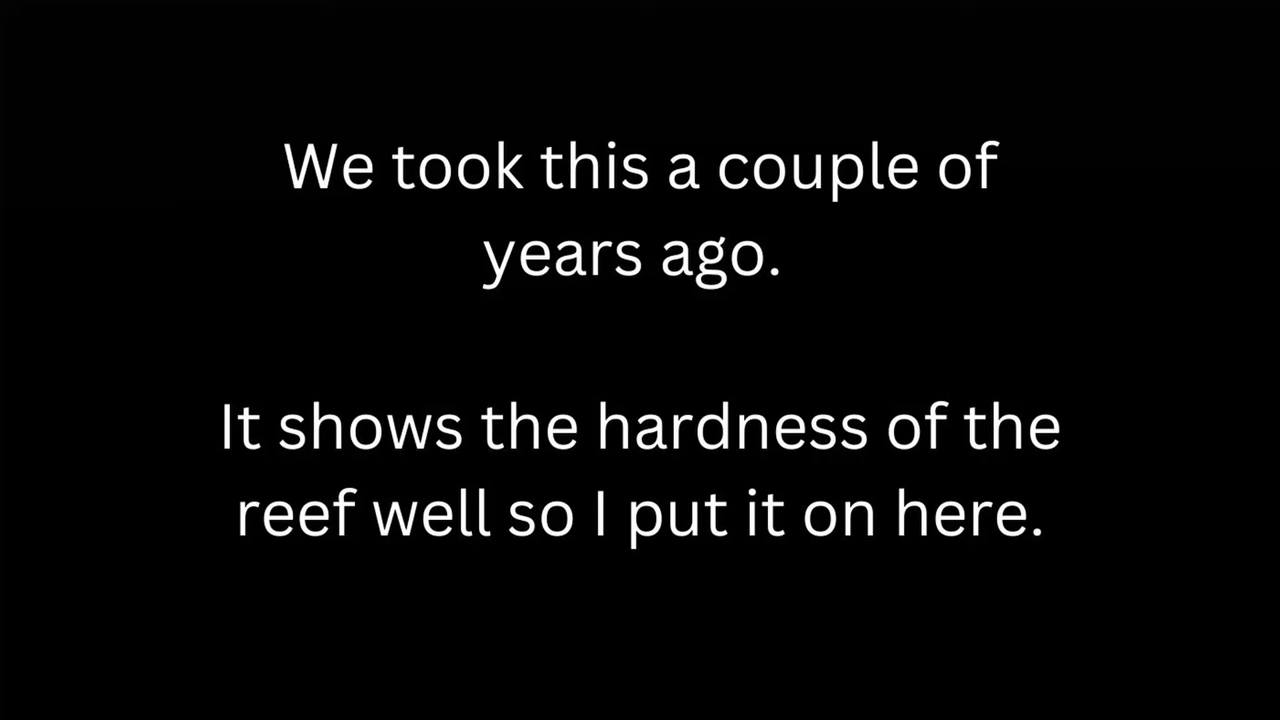 We took this a couple of
years ago.
It shows the hardness of the
reef well so I put it on here.